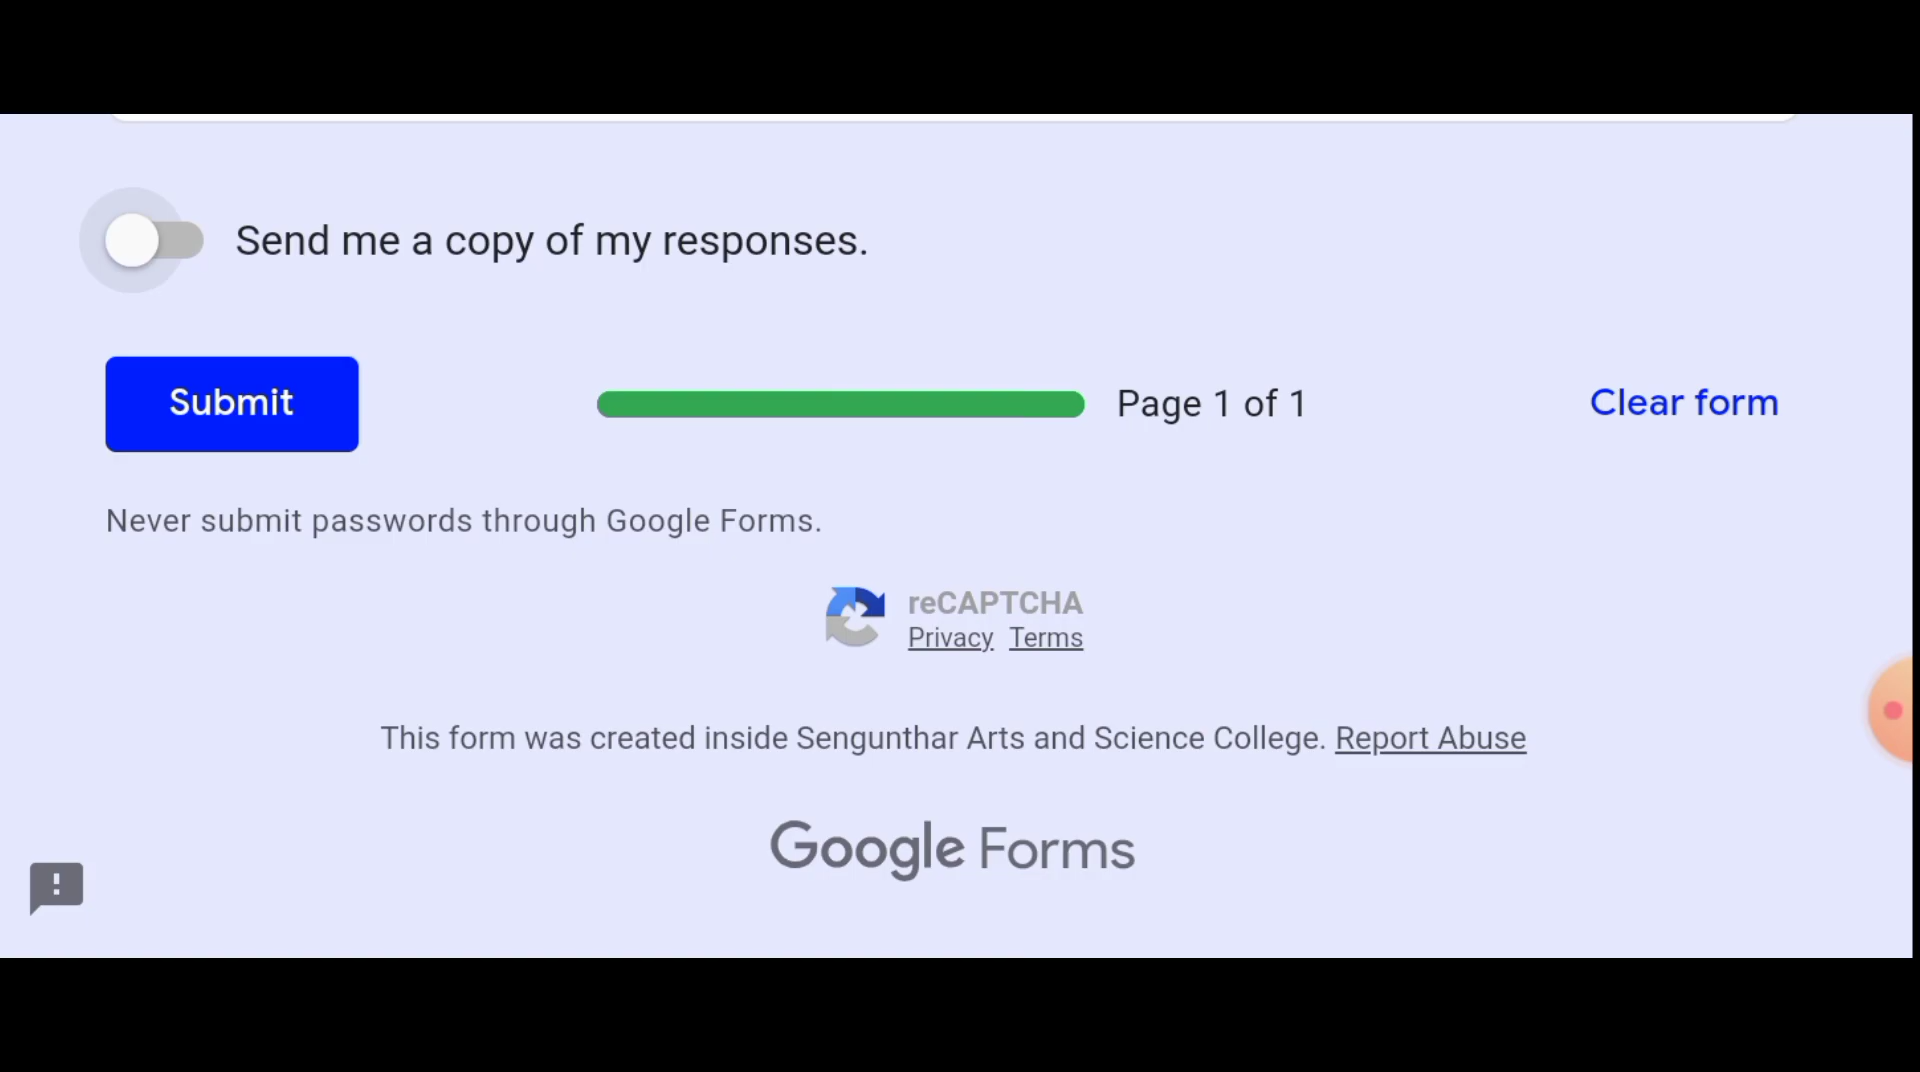 Send me a copy of my responses.
Submit
Page 1 of 1
Clear form
Never submit passwords through Google Forms.
reCAPTCHA
Privacy Terms
This form was created inside Sengunthar Arts and Science College. Report Abuse
Google Forms